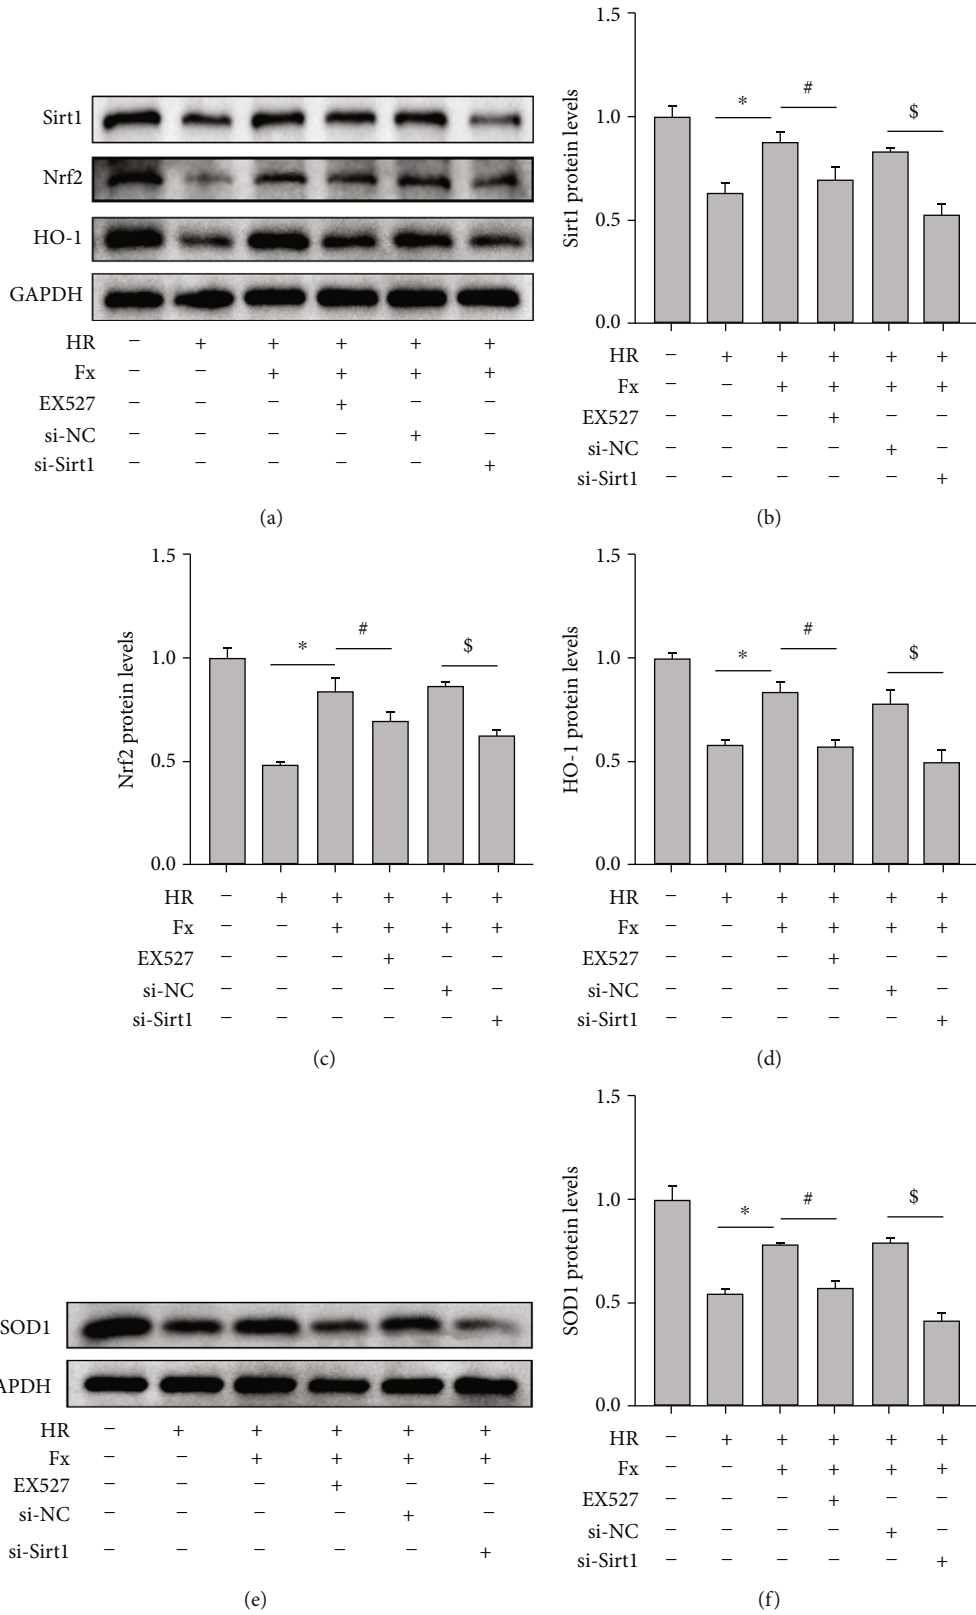 Sirt1
Nrf2
HO-1
GAPDH
HR − + + + + +
Fx − − + + + +
EX527 − − − + − −
si-NC − − − − + −
si-Sirt1 − − − − − +
(a)
Sirt1 protein levels
1.5
1.0
0.5
0.0
* # $
HR − + + + + +
Fx − − + + + +
EX527 − − − + − −
si-NC − − − − + −
si-Sirt1 − − − − − +
(b)
Nrf2 protein levels
1.5
1.0
0.5
0.0
* # $
HR − + + + + +
Fx − − + + + +
EX527 − − − + − −
si-NC − − − − + −
si-Sirt1 − − − − − +
(c)
HO-1 protein levels
1.5
1.0
0.5
0.0
* # $
HR − + + + + +
Fx − − + + + +
EX527 − − − + − −
si-NC − − − − + −
si-Sirt1 − − − − − +
(d)
SOD1
APDH
HR − + + + + +
Fx − − + + + +
EX527 − − − + − −
si-NC − − − − + −
si-Sirt1 − − − − − +
(e)
SOD1 protein levels
1.5
1.0
0.5
0.0
* # $
HR − + + + + +
Fx − − + + + +
EX527 − − − + − −
si-NC − − − − + −
si-Sirt1 − − − − − +
(f)